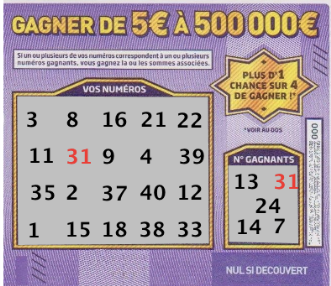 GAGNER DE 5€ À 500 000€
Si un ou plusieurs de vos numéros correspondent à un ou plusieurs
numéros gagnants, vous gagnez la ou les sommes associées.
PLUS D'1
CHANCE SUR 4
DE GAGNER !*
*VOIR AU DOS
VOS NUMÉROS
3 8 16 21 22
11 31 9 4 39
35 2 37 40 12
1 15 18 38 33
N° GAGNANTS
13 31
24
14 7
000
NUL SI DECOUVERT